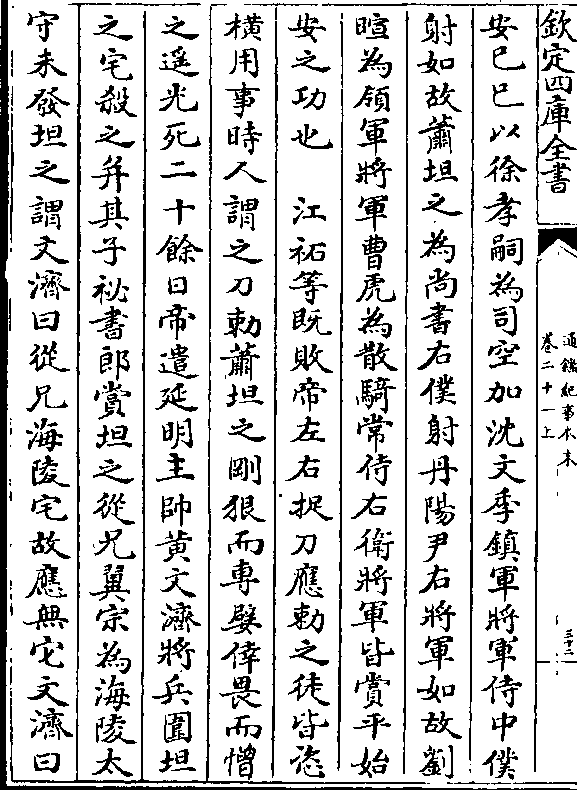 欽定四庫全書
通鑑紀事本末
卷二十一上
三十二
安己巳以徐孝嗣為司空加沈文季鎮軍將軍侍中僕
射如故蕭坦之為尚書右僕射丹陽尹右將軍如故劉
暄為領軍將軍曹虎為散騎常侍右衛將軍皆賞平始
安之功也　江祏等既敗帝左右捉刀應勅之徒皆恣
橫用事時人謂之刀勅蕭坦之剛狠而專嬖倖畏而憎
之遥光死二十餘日帝遣延明主帥黄文濟將兵圍坦
之宅殺之并其子祕書郎賞坦之從兄翼宗為海陵太
守未發坦之謂文濟曰從兄海陵宅故應無它文濟曰